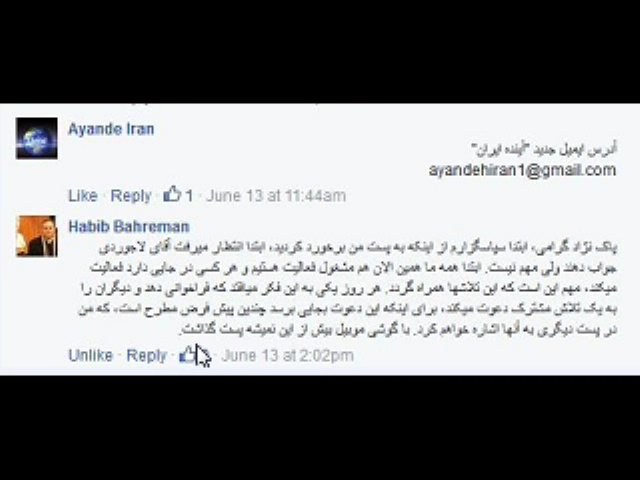 Ayande Iran
آدرس ایمیل جدید "آینده ایران"
ayandehiran1@gmail.com
Like · Reply · 1 · June 13 at 11:44am
Habib Bahreman
پاک نژاد گرامی، ابتدا سپاسگزارم از اینکه به پست من برخورد کردید، ابتدا انتظار میرفت آقای لاجوردی
جواب دهند ولی مهم نیست. ابتدا همه ما همین الان هم مشغول فعالیت هستیم و هر کسی در جایی دارد فعالیت
میکند، مهم این است که این تلاشها همراه گردد. هر روز یکی به این فکر میافتد که فراخوانی دهد و دیگران را
به یک تلاش مشترک دعوت میکند، برای اینکه این دعوت بجایی برسد چندین پیش فرض مطرح است، که من
در پست دیگری به آنها اشاره خواهم کرد. با گوشی موبیل بیش از این نمیشه پست گذاشت.
Unlike · Reply · June 13 at 2:02pm